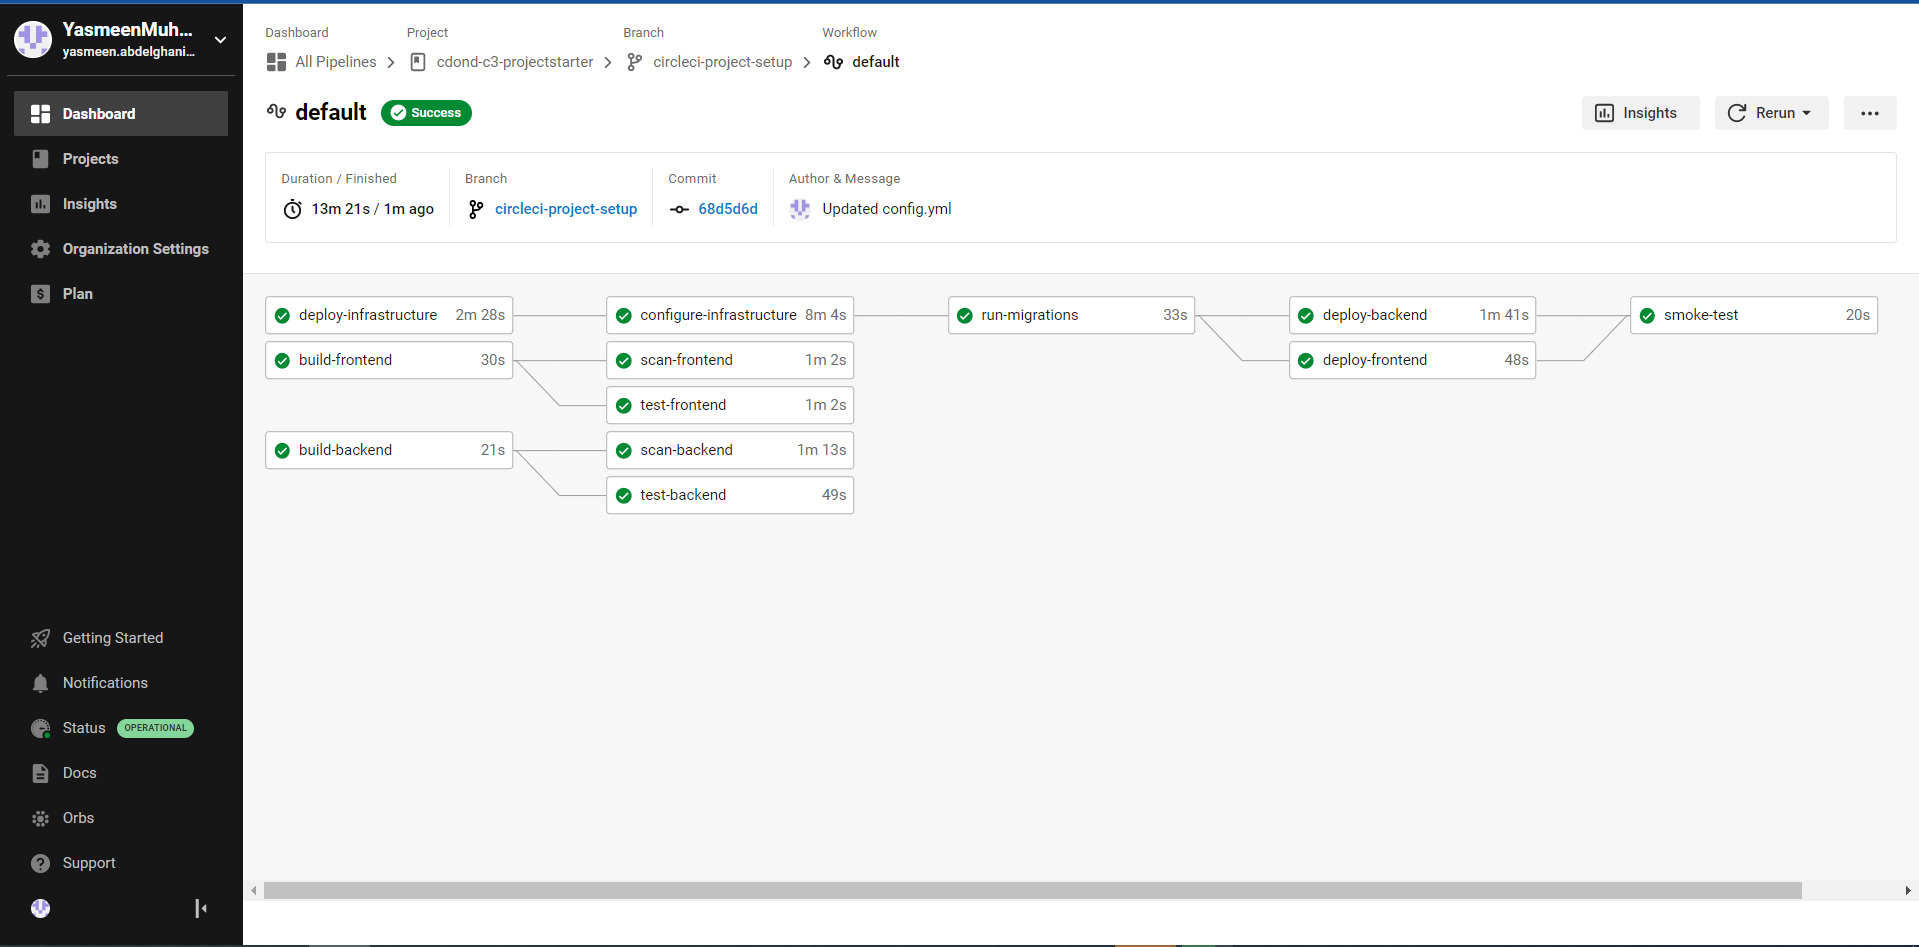 YasmeenMuh...
yasmeen.abdelghani...
Dashboard
Projects
Insights
Organization Settings
Plan
Getting Started
Notifications
Status OPERATIONAL
Docs
Orbs
Support
Dashboard Project Branch Workflow
All Pipelines cdond-c3-projectstarter circleci-project-setup default
default Success
Insights Rerun
Duration / Finished Branch Commit Author & Message
13m 21s / 1m ago circleci-project-setup 68d5d6d Updated config.yml
deploy-infrastructure 2m 28s configure-infrastructure 8m 4s run-migrations 33s deploy-backend 1m 41s smoke-test 20s
build-frontend 30s scan-frontend 1m 2s deploy-frontend 48s
test-frontend 1m 2s
build-backend 21s scan-backend 1m 13s
test-backend 49s